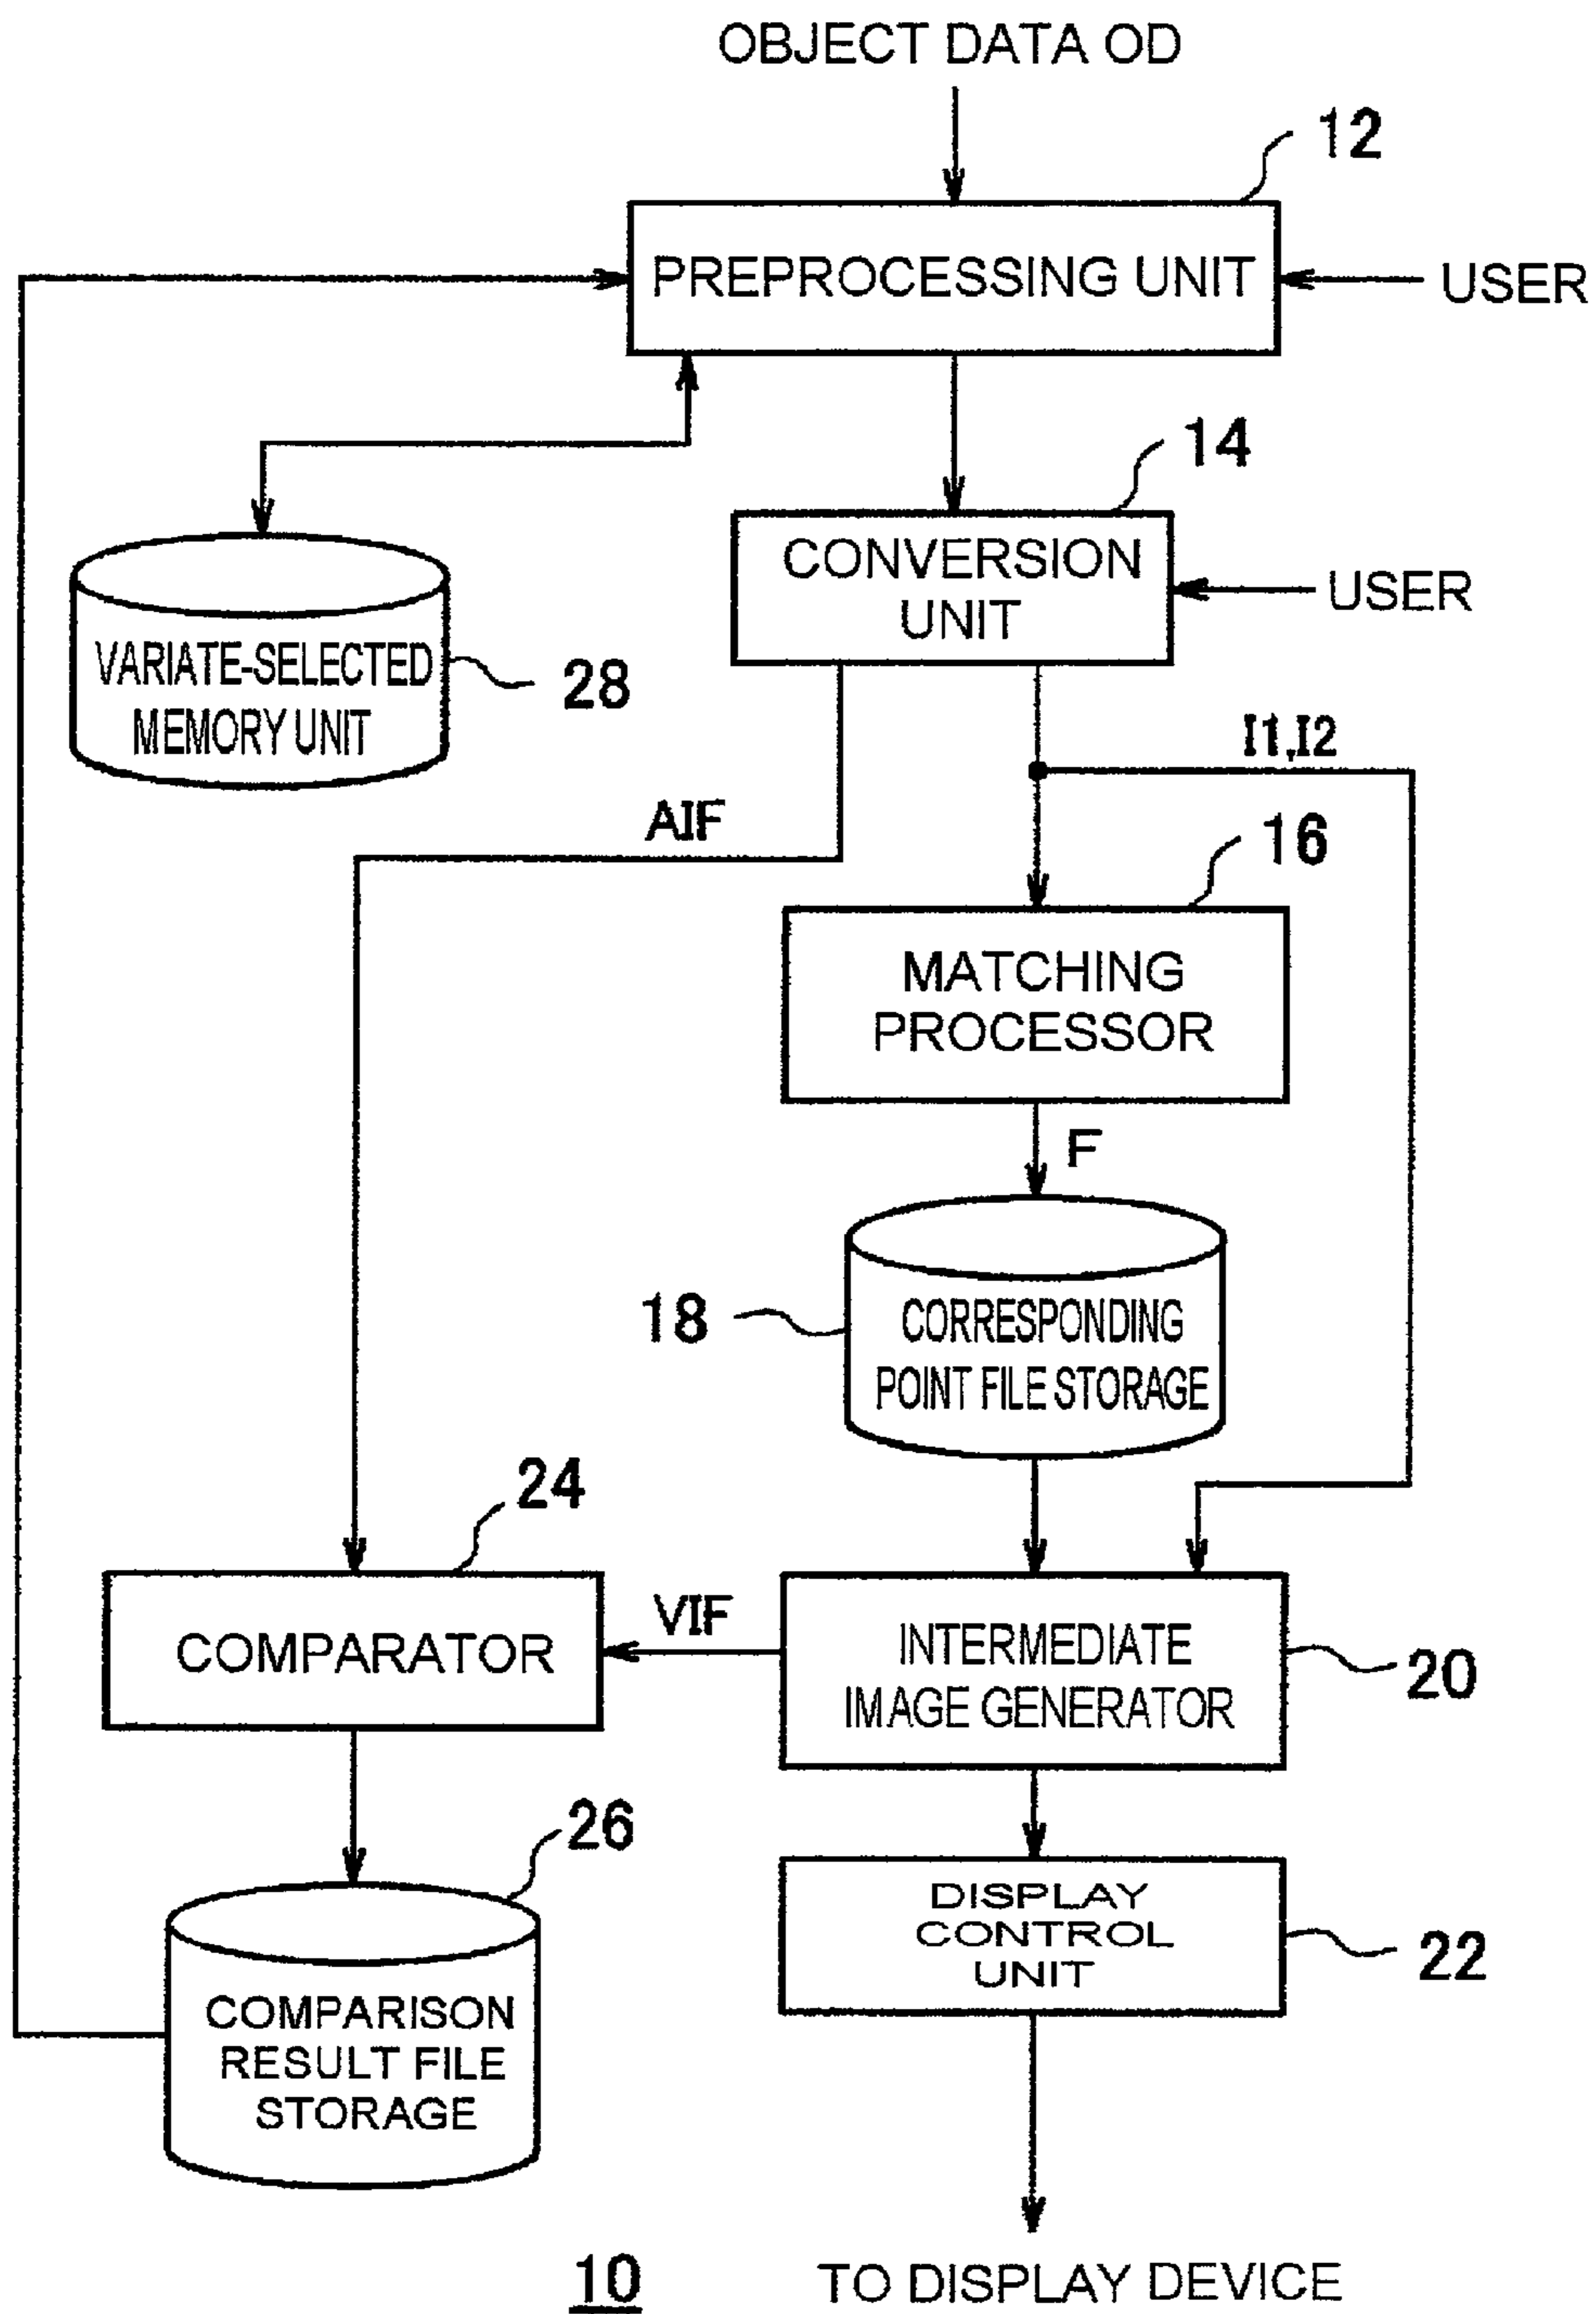 OBJECT DATA OD
12
PREPROCESSING UNIT
USER
14
CONVERSION
UNIT
USER
VARIATE-SELECTED
MEMORY UNIT
28
I1,I2
AIF
16
MATCHING
PROCESSOR
F
18
CORRESPONDING
POINT FILE STORAGE
24
COMPARATOR
VIF
INTERMEDIATE
IMAGE GENERATOR
20
26
DISPLAY
CONTROL
UNIT
22
COMPARISON
RESULT FILE
STORAGE
10
TO DISPLAY DEVICE